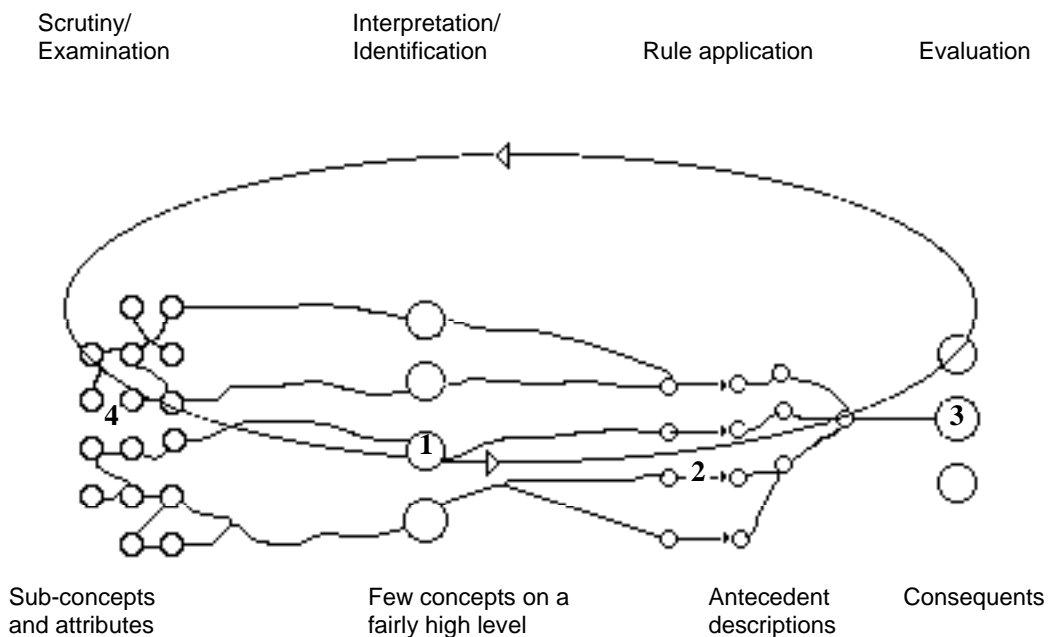 Scrutiny/
Examination
Interpretation/
Identification
Rule application
Evaluation
4
1
2
3
Sub-concepts
and attributes
Few concepts on a
fairly high level
Antecedent
descriptions
Consequents